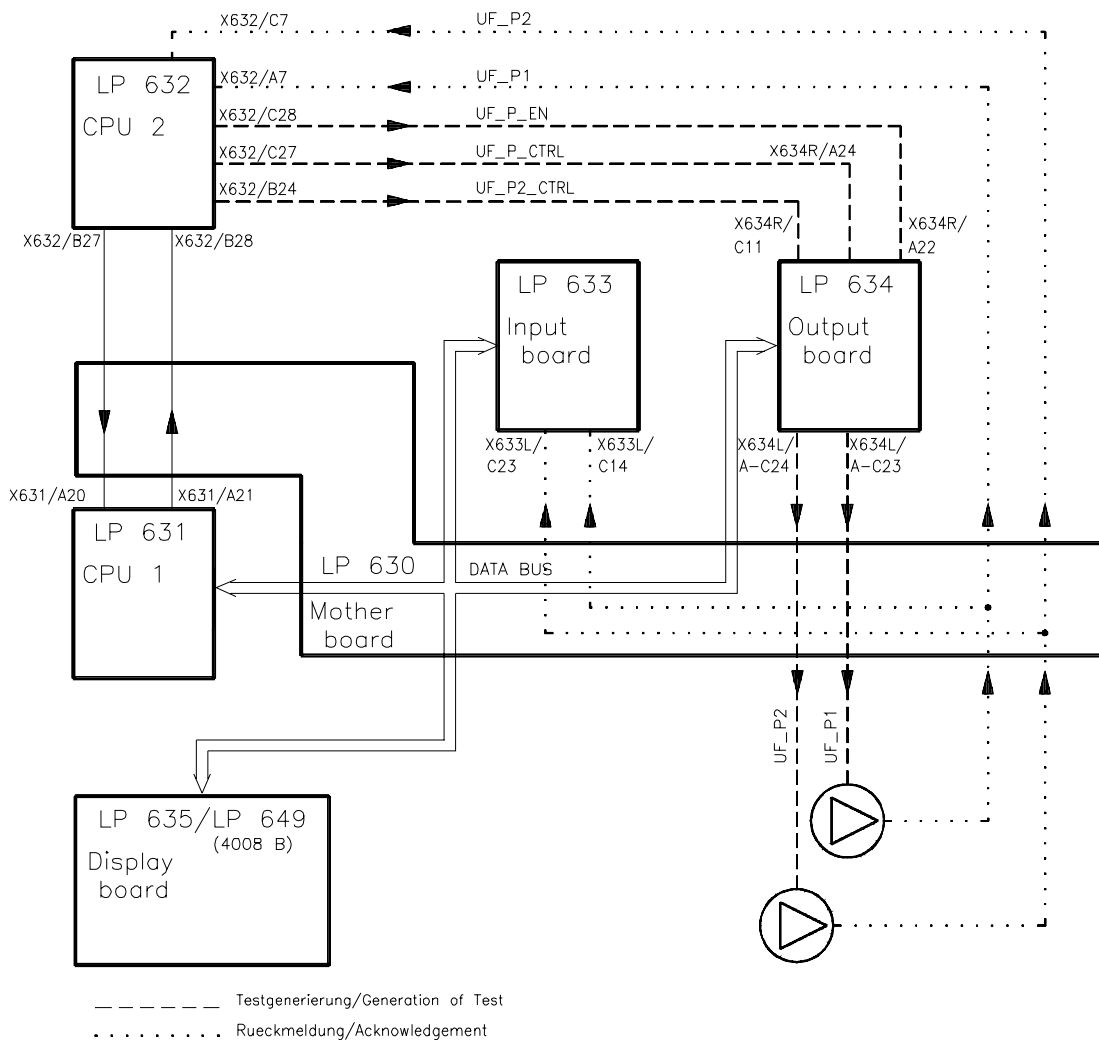 X632/C7
UF_P2
LP 632
CPU 2
X632/A7
UF_P1
X632/C28
UF_P_EN
X632/C27
UF_P_CTRL
X634R/A24
X632/B24
UF_P2_CTRL
X632/B27
X632/B28
X634R/
C11
X634R/
A22
LP 633
Input
board
LP 634
Output
board
X633L/
C23
X633L/
C14
X634L/
A-C24
X634L/
A-C23
X631/A20
X631/A21
LP 631
CPU 1
LP 630
DATA BUS
Mother
board
UF_P2
UF_P1
LP 635/LP 649
(4008 B)
Display
board
Testgenerierung/Generation of Test
Rueckmeldung/Acknowledgement